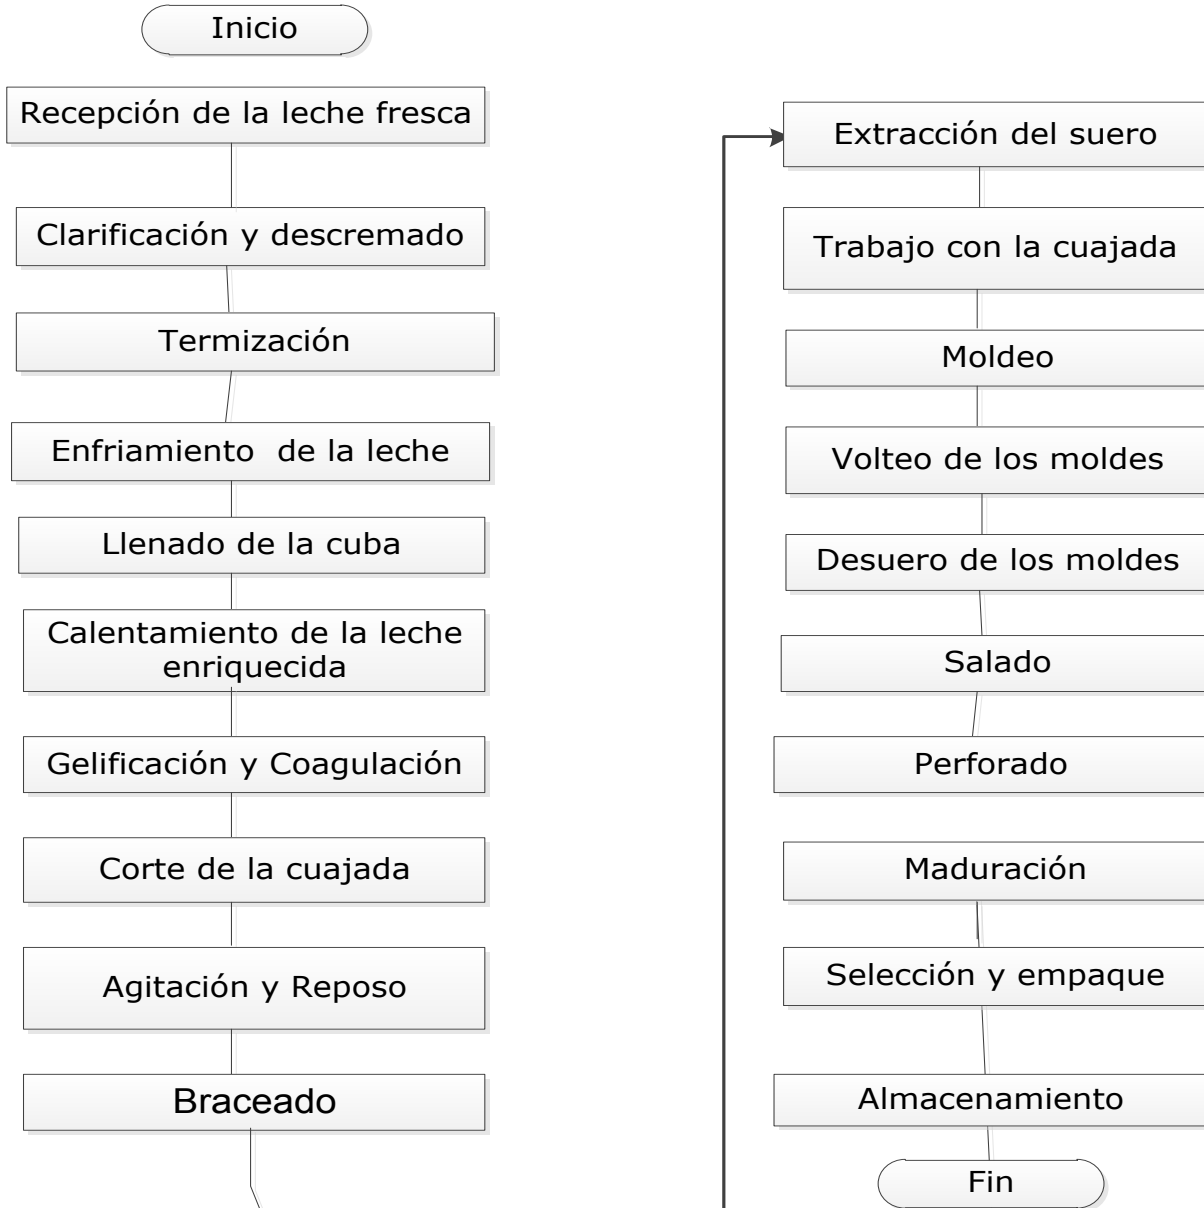 Inicio
Recepción de la leche fresca
Clarificación y descremado
Termización
Enfriamiento  de la leche
Llenado de la cuba
Calentamiento de la leche
enriquecida
Gelificación y Coagulación
Corte de la cuajada
Agitación y Reposo
Braceado
Extracción del suero
Trabajo con la cuajada
Moldeo
Volteo de los moldes
Desuero de los moldes
Salado
Perforado
Maduración
Selección y empaque
Almacenamiento
Fin